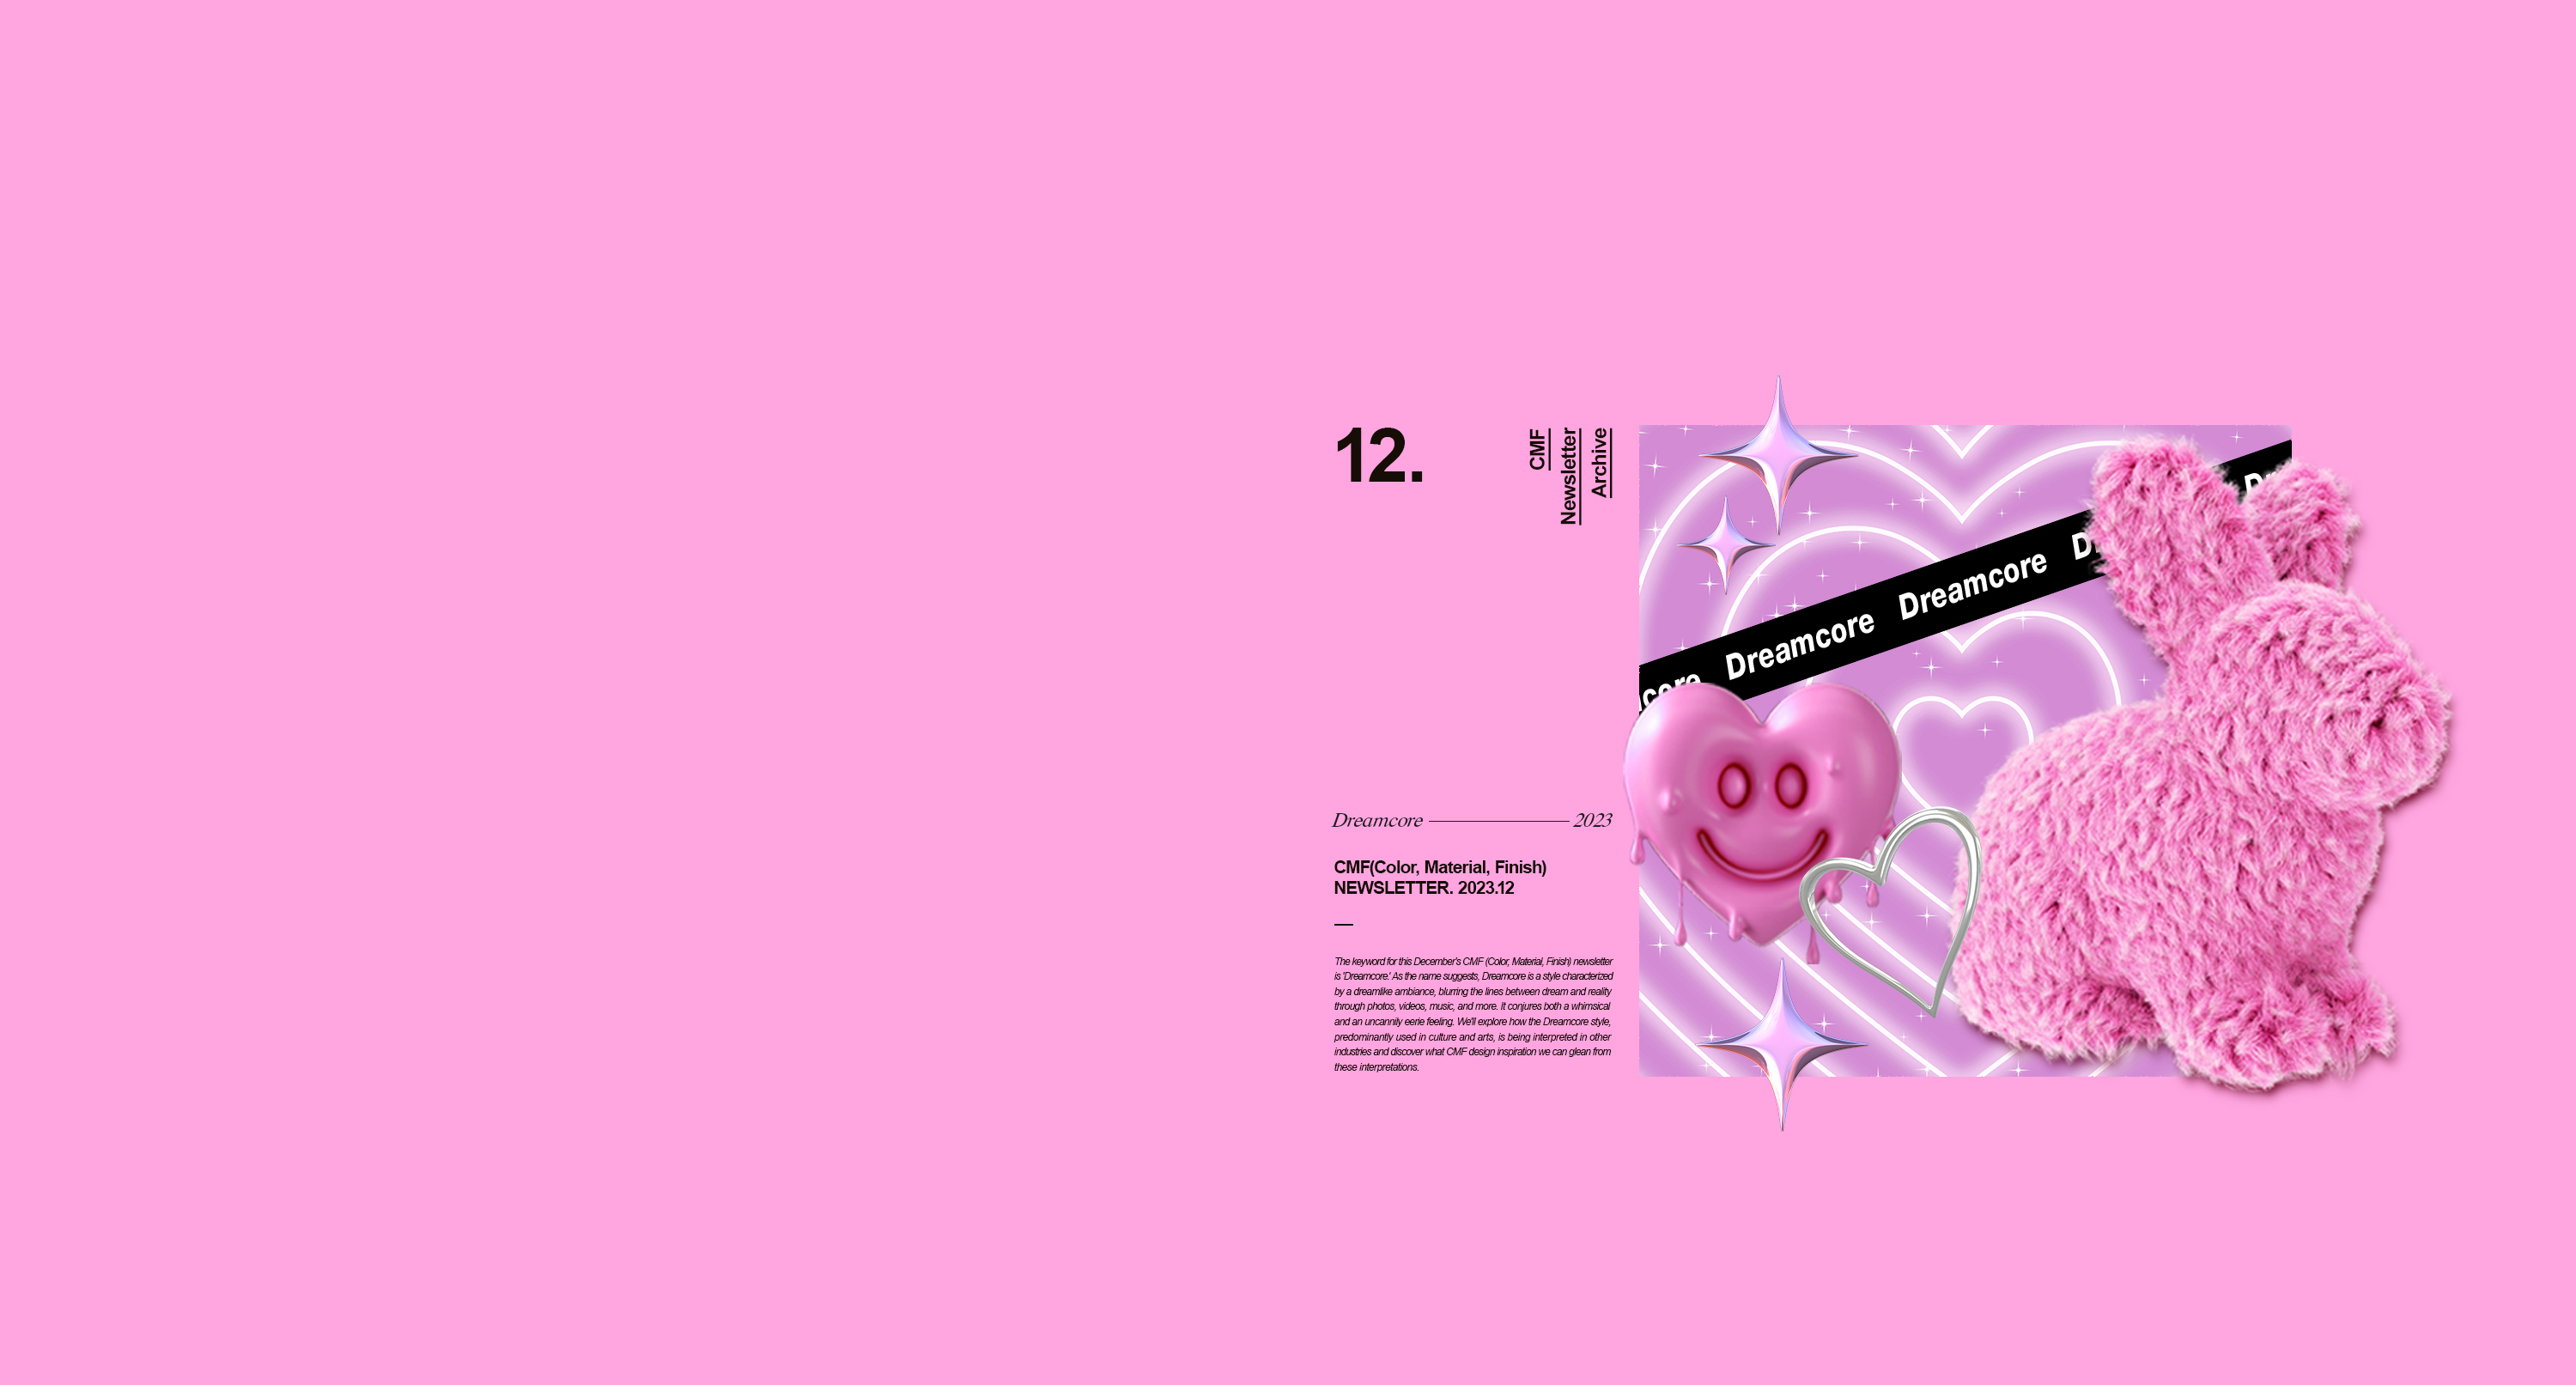 12.
CMF
Newsletter
Archive
Dreamcore 2023
CMF(Color, Material, Finish)
NEWSLETTER. 2023.12
The keyword for this December's CMF (Color, Material, Finish) newsletter
is 'Dreamcore.' As the name suggests, Dreamcore is a style characterized
by a dreamlike ambiance, blurring the lines between dream and reality
through photos, videos, music, and more. It conjures both a whimsical
and an uncannily eerie feeling. We'll explore how the Dreamcore style,
predominantly used in culture and arts, is being interpreted in other
industries and discover what CMF design inspiration we can glean from
these interpretations.
core Dreamcore Dreamcore D